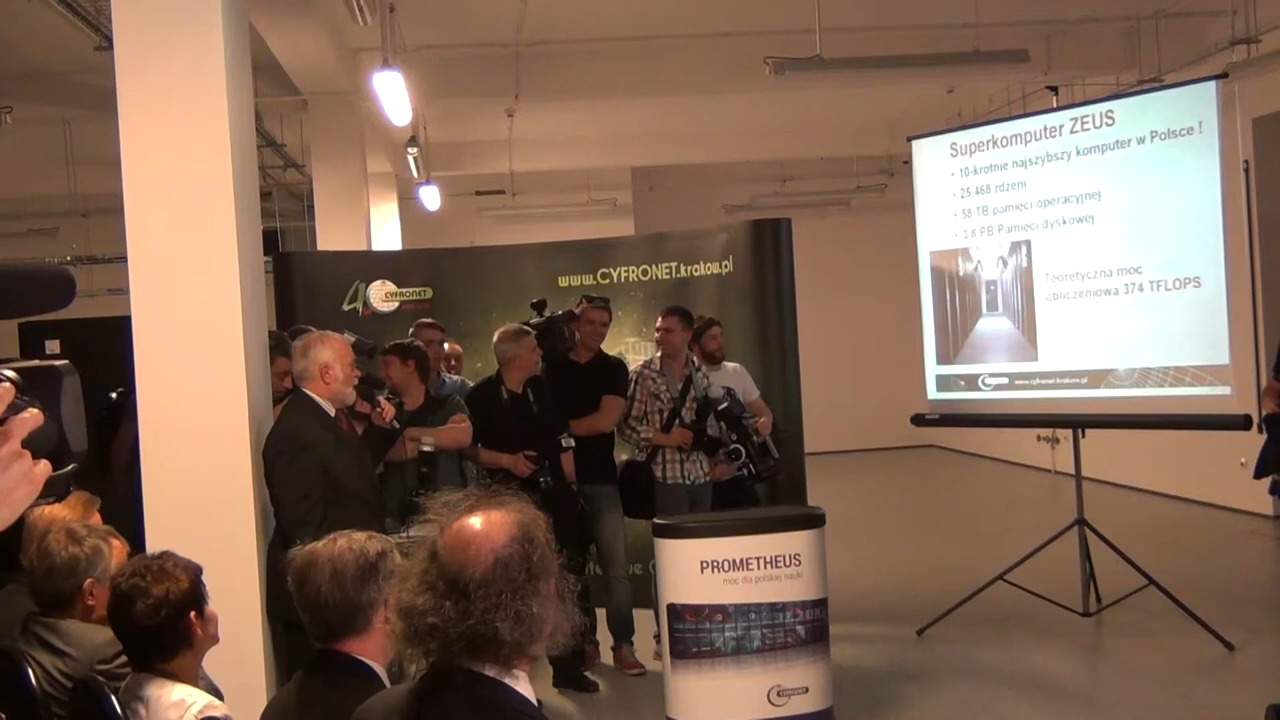 www.CYFRONET.krakow.pl
CYFRONET
Superkomputer ZEUS
• 10-krotnie najszybszy komputer w Polsce !
• 25 468 rdzeni
• 58 TB pamięci operacyjnej
• 3.8 PB Pamięci dyskowej
Teoretyczna moc
obliczeniowa 374 TFLOPS
www.cyfronet.krakow.pl
PROMETHEUS
moc dla polskiej nauki
CYFRONET